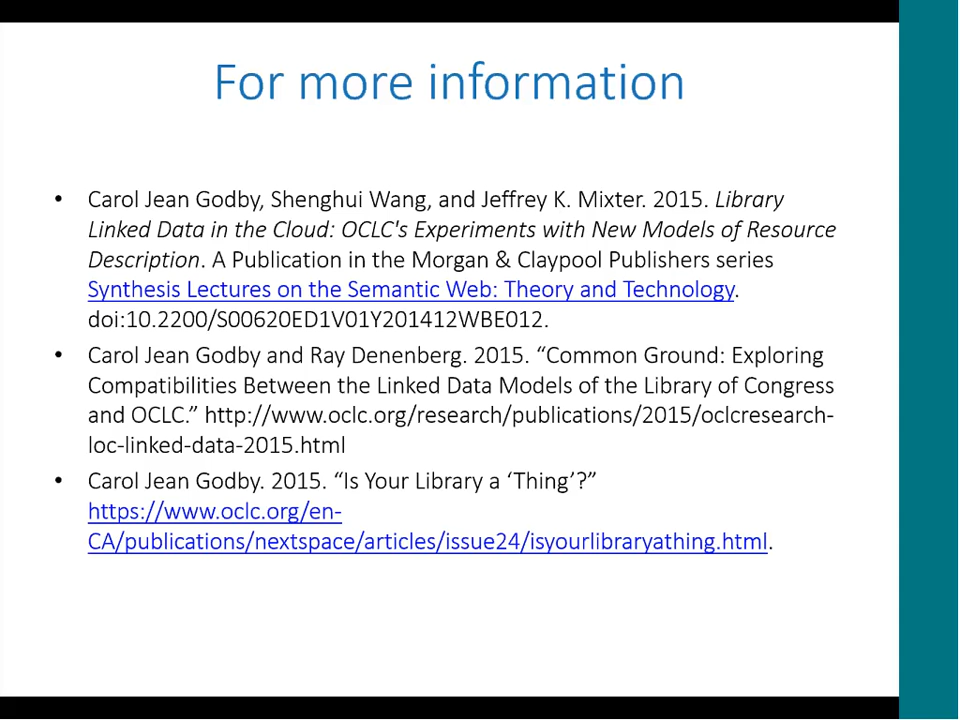 For more information
• Carol Jean Godby, Shenghui Wang, and Jeffrey K. Mixter. 2015. Library
Linked Data in the Cloud: OCLC's Experiments with New Models of Resource
Description. A Publication in the Morgan & Claypool Publishers series
Synthesis Lectures on the Semantic Web: Theory and Technology.
doi:10.2200/S00620ED1V01Y201412WBE012.
• Carol Jean Godby and Ray Denenberg. 2015. “Common Ground: Exploring
Compatibilities Between the Linked Data Models of the Library of Congress
and OCLC.” http://www.oclc.org/research/publications/2015/oclcresearch-
loc-linked-data-2015.html
• Carol Jean Godby. 2015. “Is Your Library a ‘Thing’?”
https://www.oclc.org/en-
CA/publications/nextspace/articles/issue24/isyourlibraryathing.html.